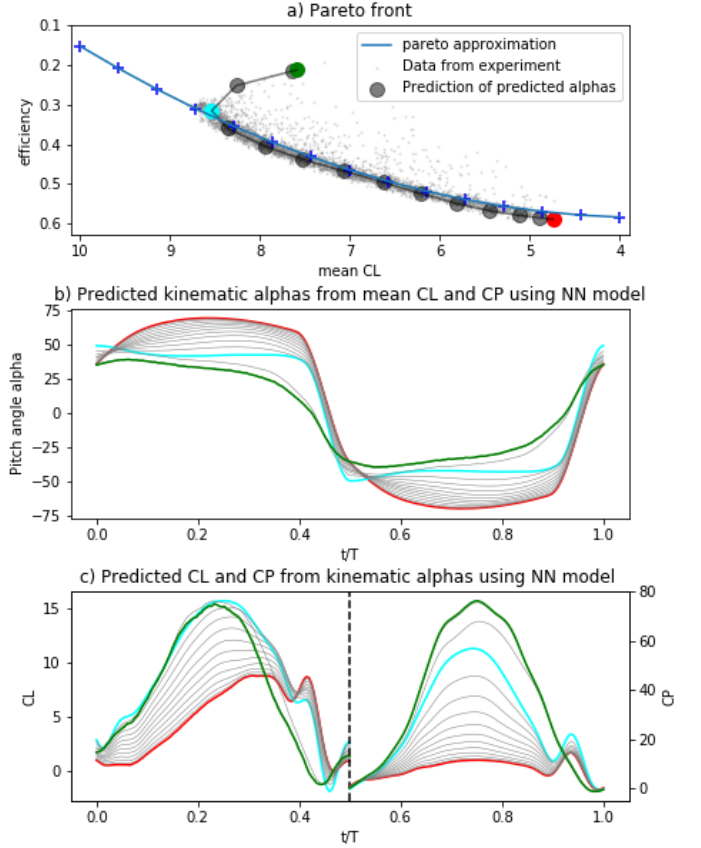 a) Pareto front
0.1
0.2
0.3
0.4
0.5
0.6
efficiency
pareto approximation
Data from experiment
Prediction of predicted alphas
10 9 8 7 6 5 4
mean CL
b) Predicted kinematic alphas from mean CL and CP using NN model
75
50
25
0
−25
−50
−75
Pitch angle alpha
0.0 0.2 0.4 0.6 0.8 1.0
t/T
c) Predicted CL and CP from kinematic alphas using NN model
15
10
5
0
CL
80
60
40
20
0
CP
0.0 0.2 0.4 0.6 0.8 1.0
t/T